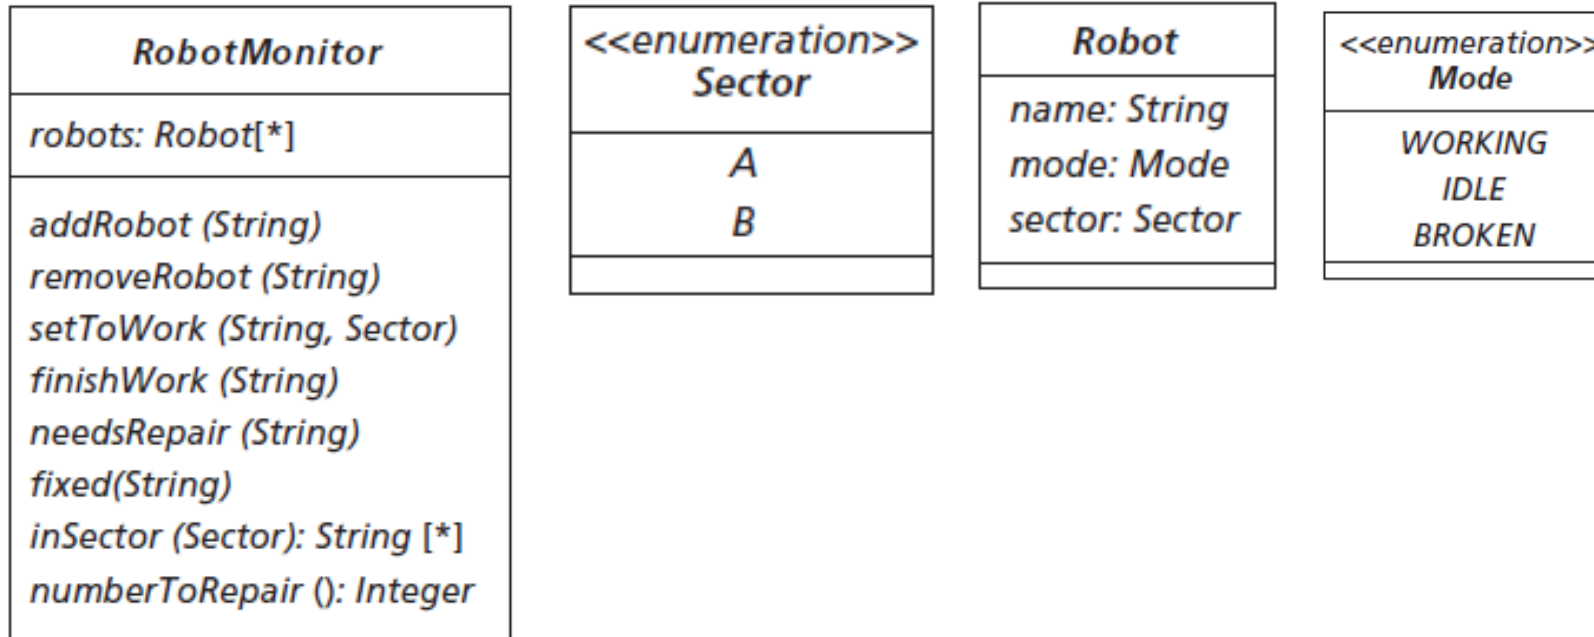 RobotMonitor
robots: Robot[*]
addRobot (String)
removeRobot (String)
setToWork (String, Sector)
finishWork (String)
needsRepair (String)
fixed(String)
inSector (Sector): String [*]
numberToRepair (): Integer
<<enumeration>>
Sector
A
B
Robot
name: String
mode: Mode
sector: Sector
<<enumeration>>
Mode
WORKING
IDLE
BROKEN